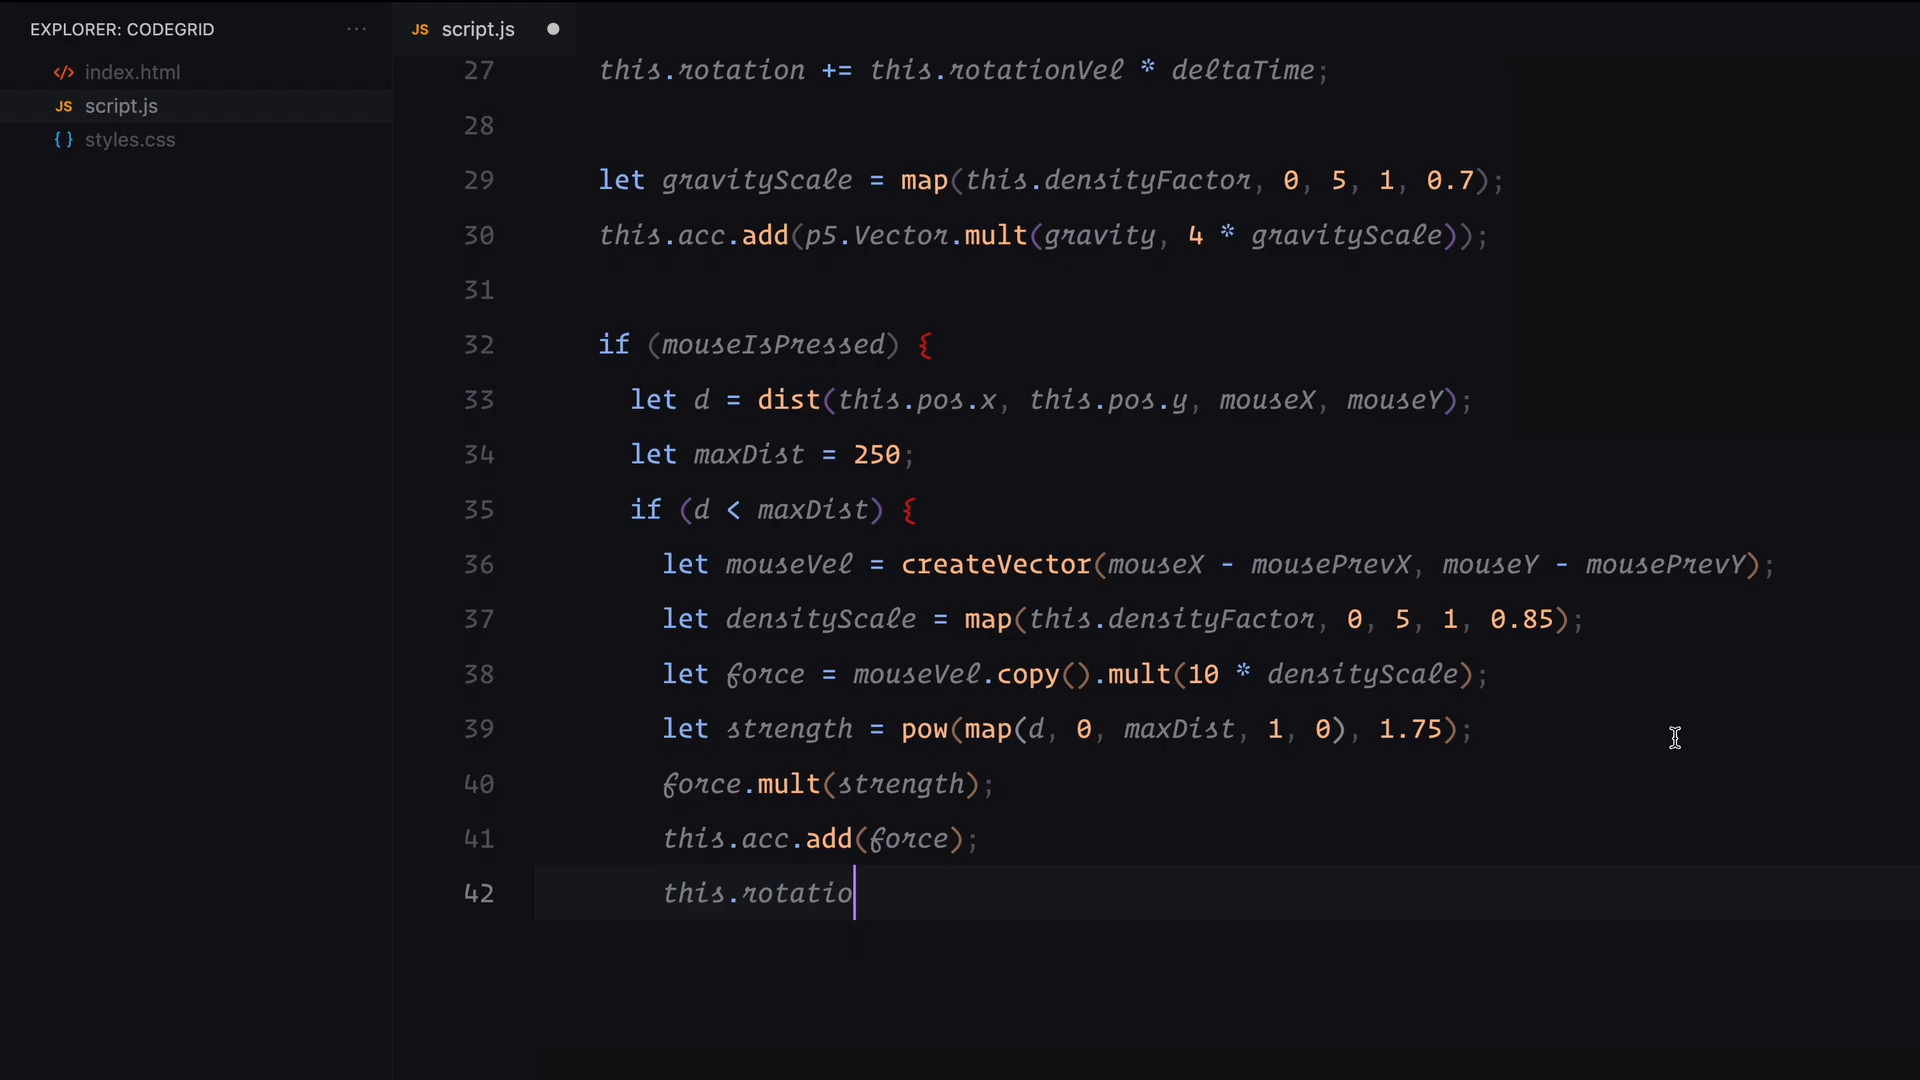 EXPLORER: CODEGRID ...
index.html
JS script.js
{ } styles.css
JS script.js
27 this.rotation += this.rotationVel * deltaTime;
28
29 let gravityScale = map(this.densityFactor, 0, 5, 1, 0.7);
30 this.acc.add(p5.Vector.mult(gravity, 4 * gravityScale));
31
32 if (mouseIsPressed) {
33 let d = dist(this.pos.x, this.pos.y, mouseX, mouseY);
34 let maxDist = 250;
35 if (d < maxDist) {
36 let mouseVel = createVector(mouseX - mousePrevX, mouseY - mousePrevY);
37 let densityScale = map(this.densityFactor, 0, 5, 1, 0.85);
38 let force = mouseVel.copy().mult(10 * densityScale);
39 let strength = pow(map(d, 0, maxDist, 1, 0), 1.75);
40 force.mult(strength);
41 this.acc.add(force);
42 this.rotatio